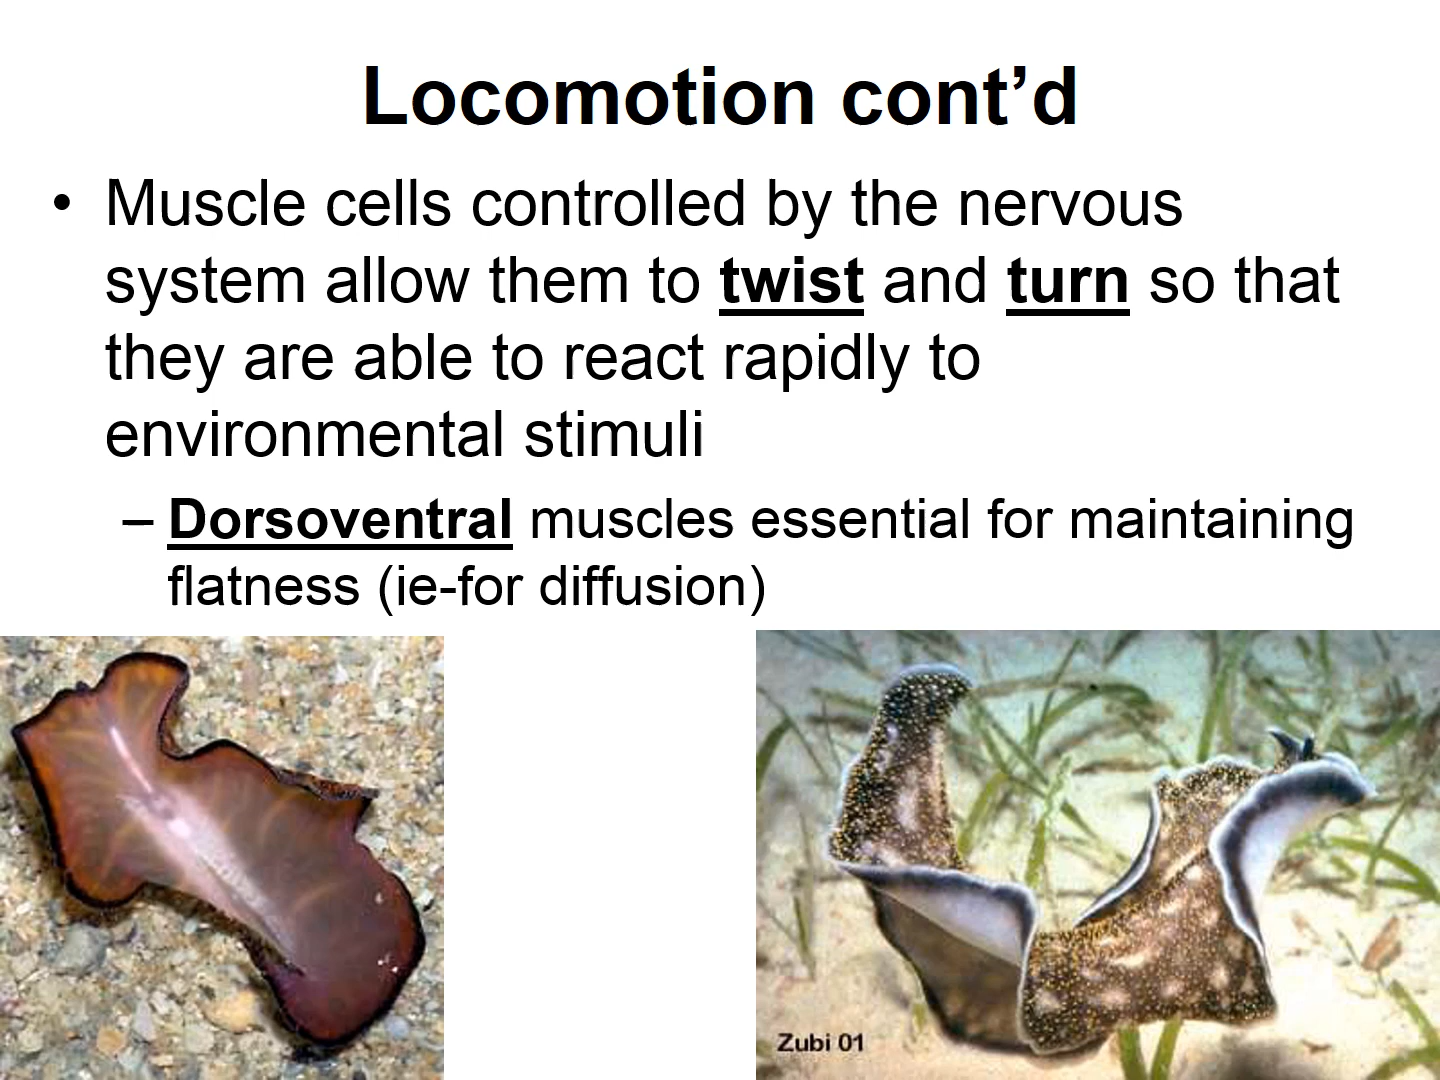 Locomotion cont’d
• Muscle cells controlled by the nervous
system allow them to twist and turn so that
they are able to react rapidly to
environmental stimuli
– Dorsoventral muscles essential for maintaining
flatness (ie-for diffusion)
Zubi 01